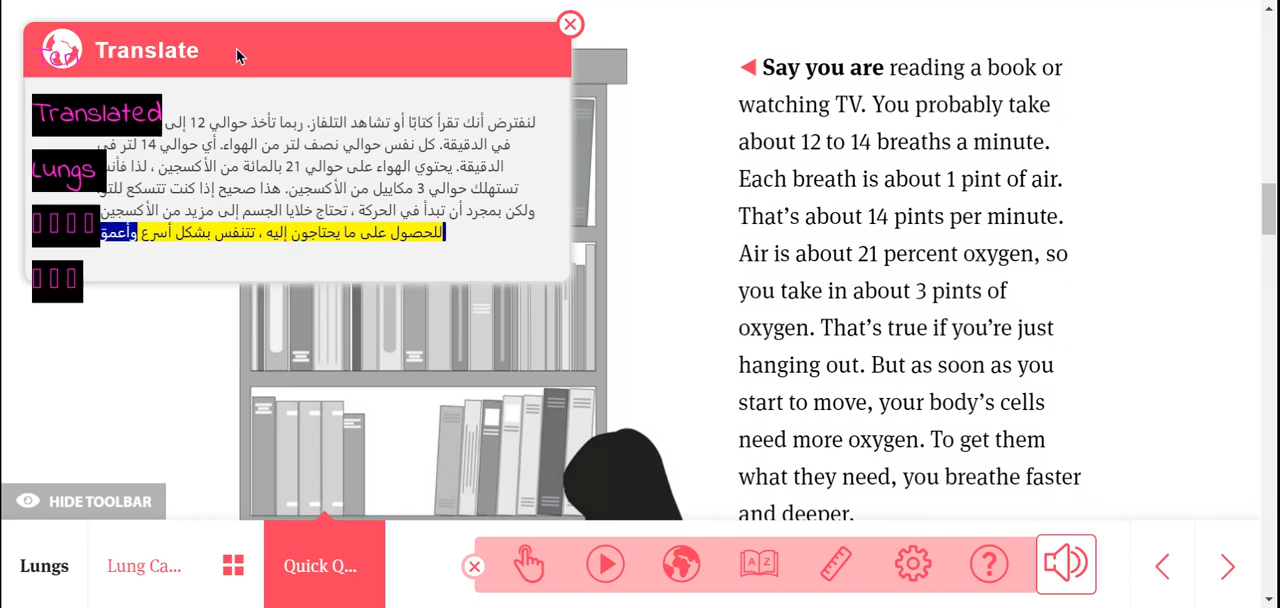 Translate
Translated
Lungs
لنفترض أنك تقرأ كتابًا أو تشاهد التلفاز. ربما تأخذ حوالي 12 إلى
في الدقيقة. كل نفس حوالي نصف لتر من الهواء. أي حوالي 14 لتر في
الدقيقة. يحتوي الهواء على حوالي 21 بالمائة من الأكسجين ، لذا فأنت
تستهلك حوالي 3 مكاييل من الأكسجين. هذا صحيح إذا كنت تتسكع للتو.
ولكن بمجرد أن تبدأ في الحركة ، تحتاج خلايا الجسم إلى مزيد من الأكسجين.
للحصول على ما يحتاجون إليه ، تتنفس بشكل أسرع وأعمق
Say you are reading a book or
watching TV. You probably take
about 12 to 14 breaths a minute.
Each breath is about 1 pint of air.
That’s about 14 pints per minute.
Air is about 21 percent oxygen, so
you take in about 3 pints of
oxygen. That’s true if you’re just
hanging out. But as soon as you
start to move, your body’s cells
need more oxygen. To get them
what they need, you breathe faster
and deeper.
HIDE TOOLBAR
Lungs
Lung Ca...
Quick Q...
A Z